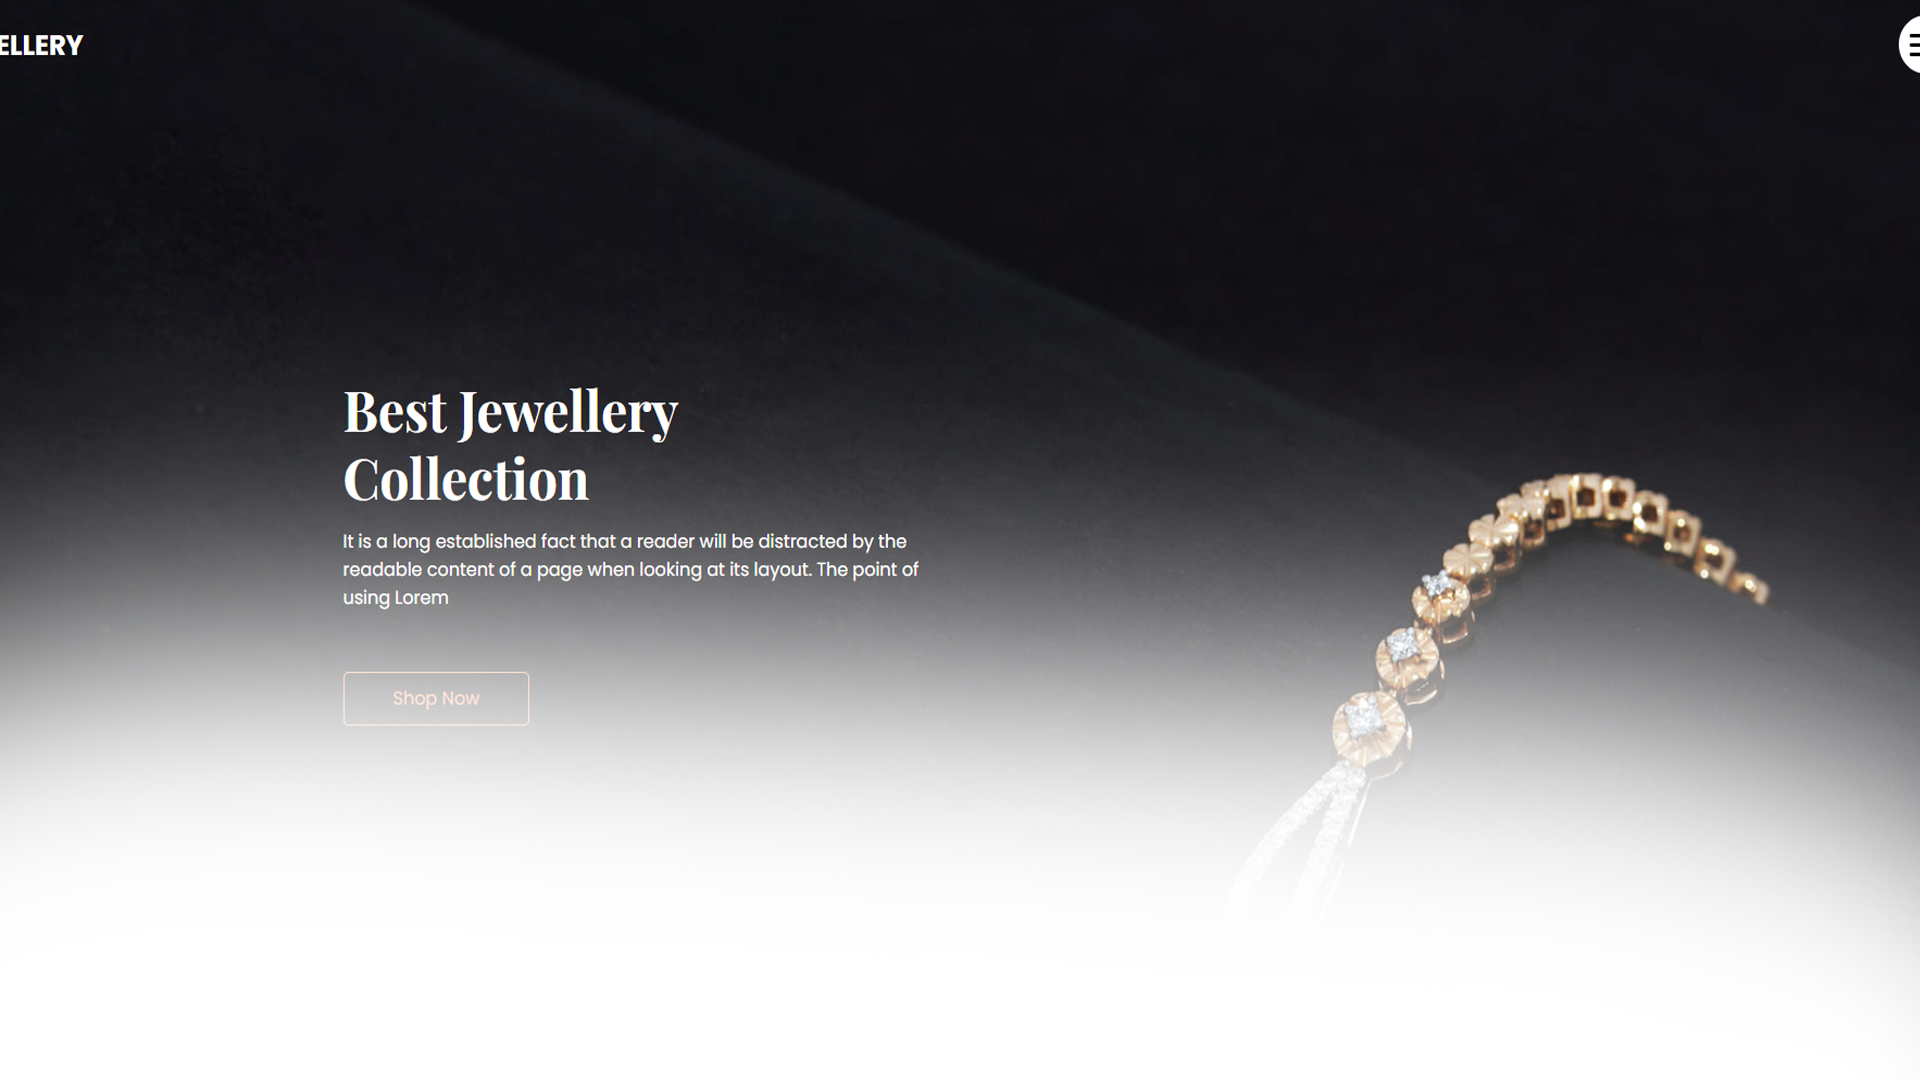 ELLERY
Best Jewellery
Collection
It is a long established fact that a reader will be distracted by the
readable content of a page when looking at its layout. The point of
using Lorem
Shop Now